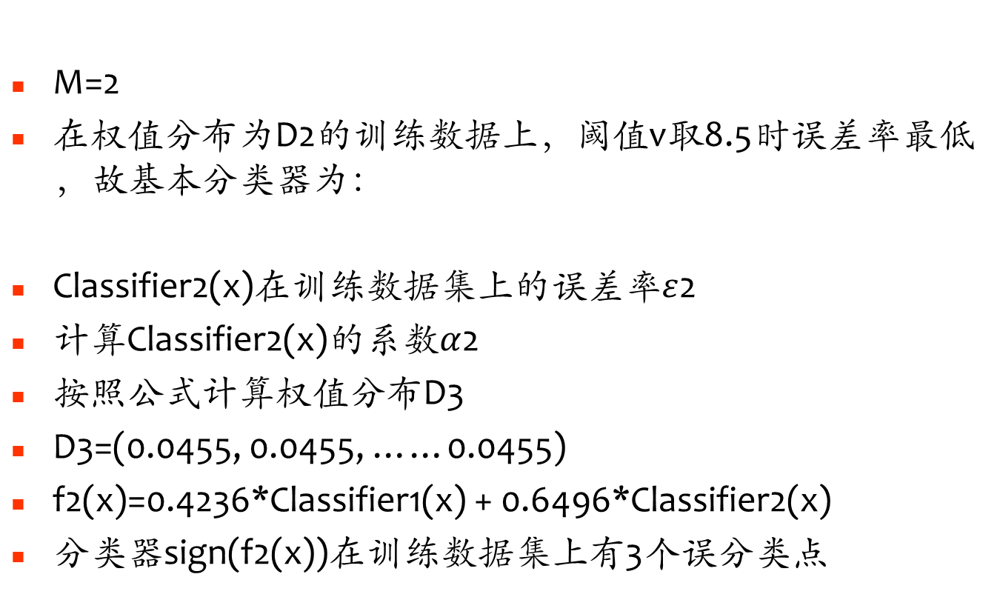 M=2
在权值分布为D2的训练数据上，阈值v取8.5时误差率最低
，故基本分类器为：
Classifier2(x)在训练数据集上的误差率ε2
计算Classifier2(x)的系数α2
按照公式计算权值分布D3
D3=(0.0455, 0.0455, …… 0.0455)
f2(x)=0.4236*Classifier1(x) + 0.6496*Classifier2(x)
分类器sign(f2(x))在训练数据集上有3个误分类点